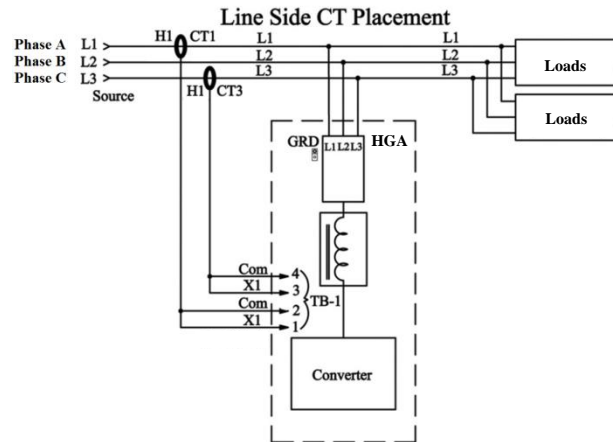 Line Side CT Placement
H1 CT1
Phase A L1 L1 L1
Phase B L2 L2 L2
Phase C L3 L3 L3
Source H1 CT3
Loads
Loads
GRD L1 L2 L3 HGA
Com 4
X1 3
TB-1
Com 2
X1 1
Converter